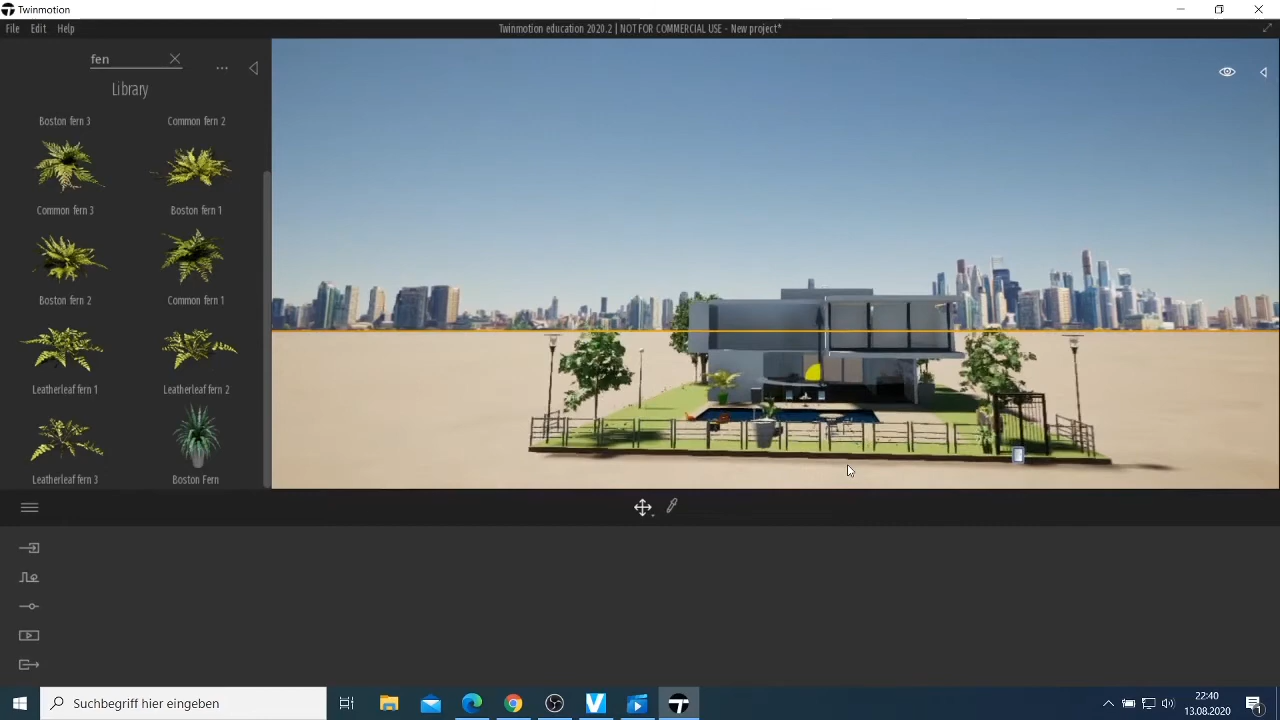 Twinmotion
File Edit Help
Twinmotion education 2020.2 | NOT FOR COMMERCIAL USE - New project*
fen
Library
Boston fern 3 Common fern 2
Common fern 3 Boston fern 1
Boston fern 2 Common fern 1
Leatherleaf fern 1 Leatherleaf fern 2
Leatherleaf fern 3 Boston Fern
Suchbegriff hier eingeben
22:40
13.08.2020
1